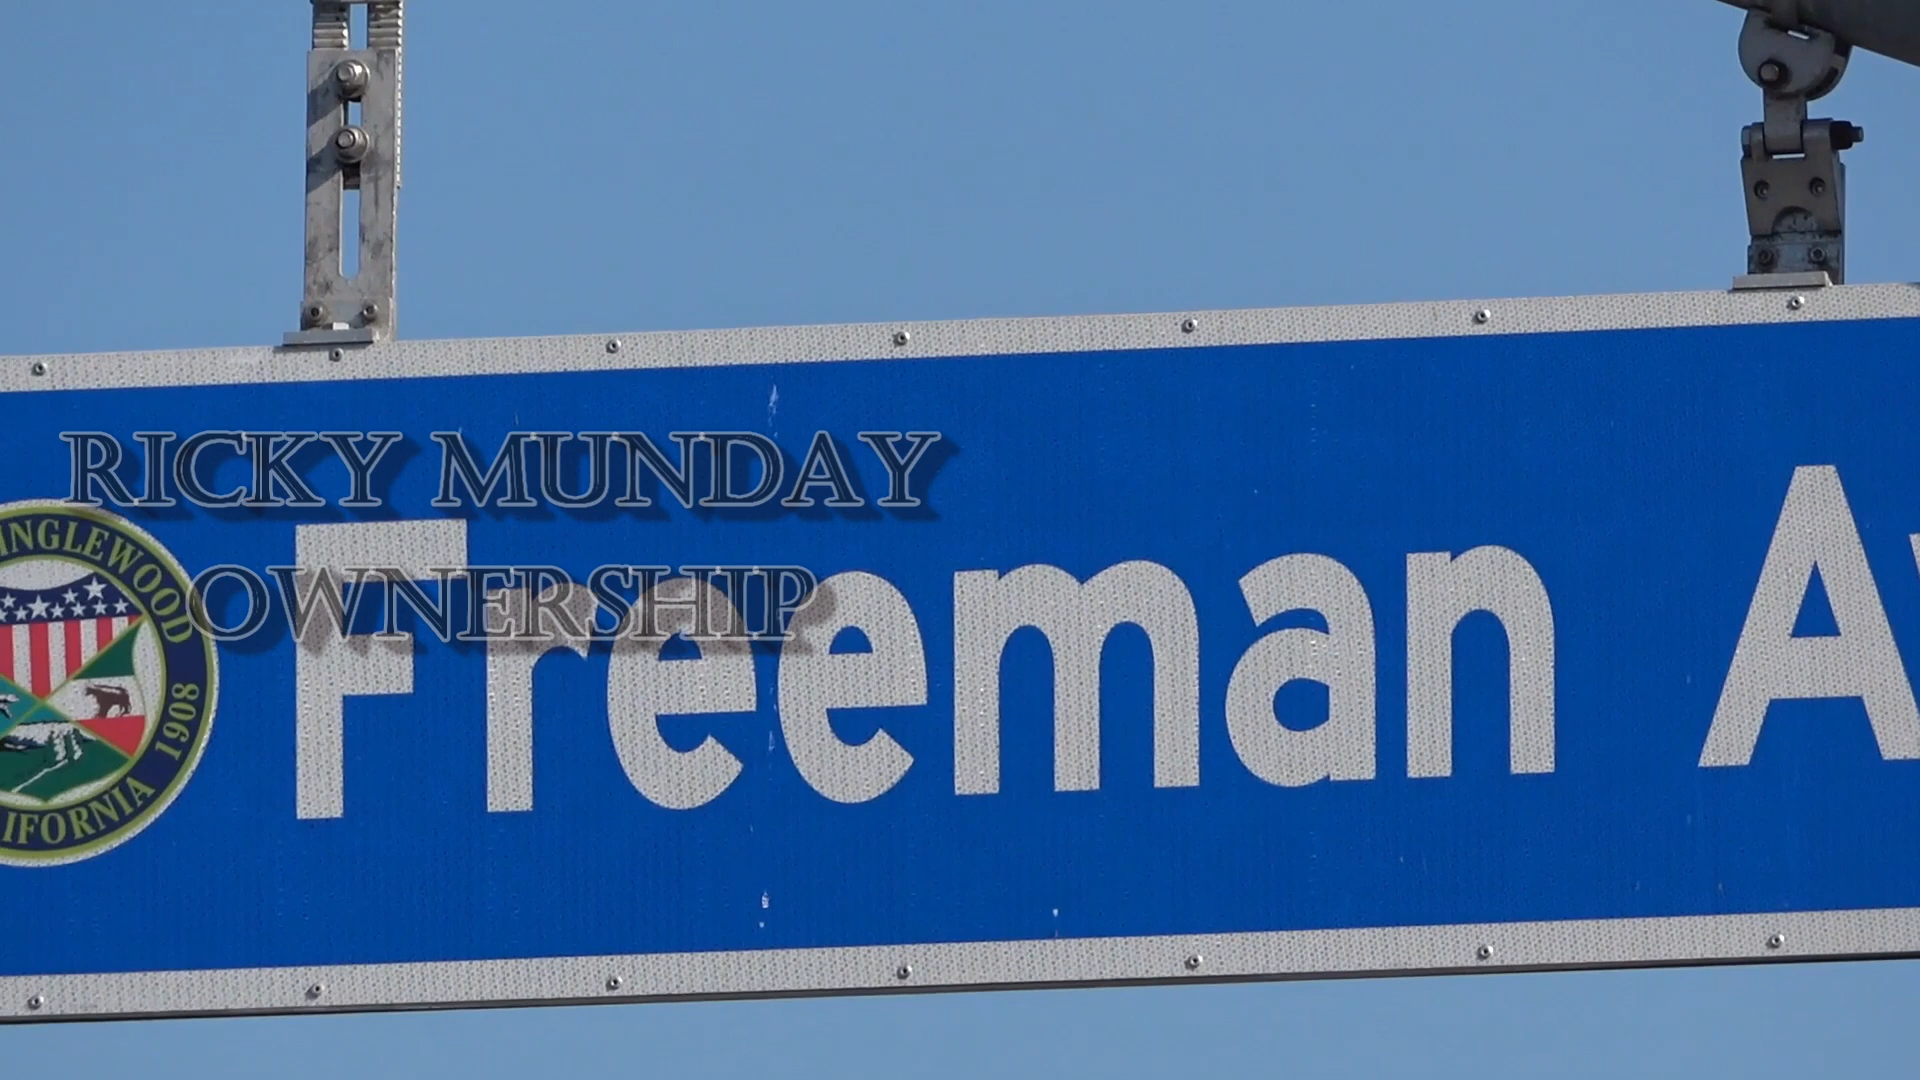 RICKY MUNDAY
OWNERSHIP
INGLEWOOD
1908
IFORNIA
Freeman A